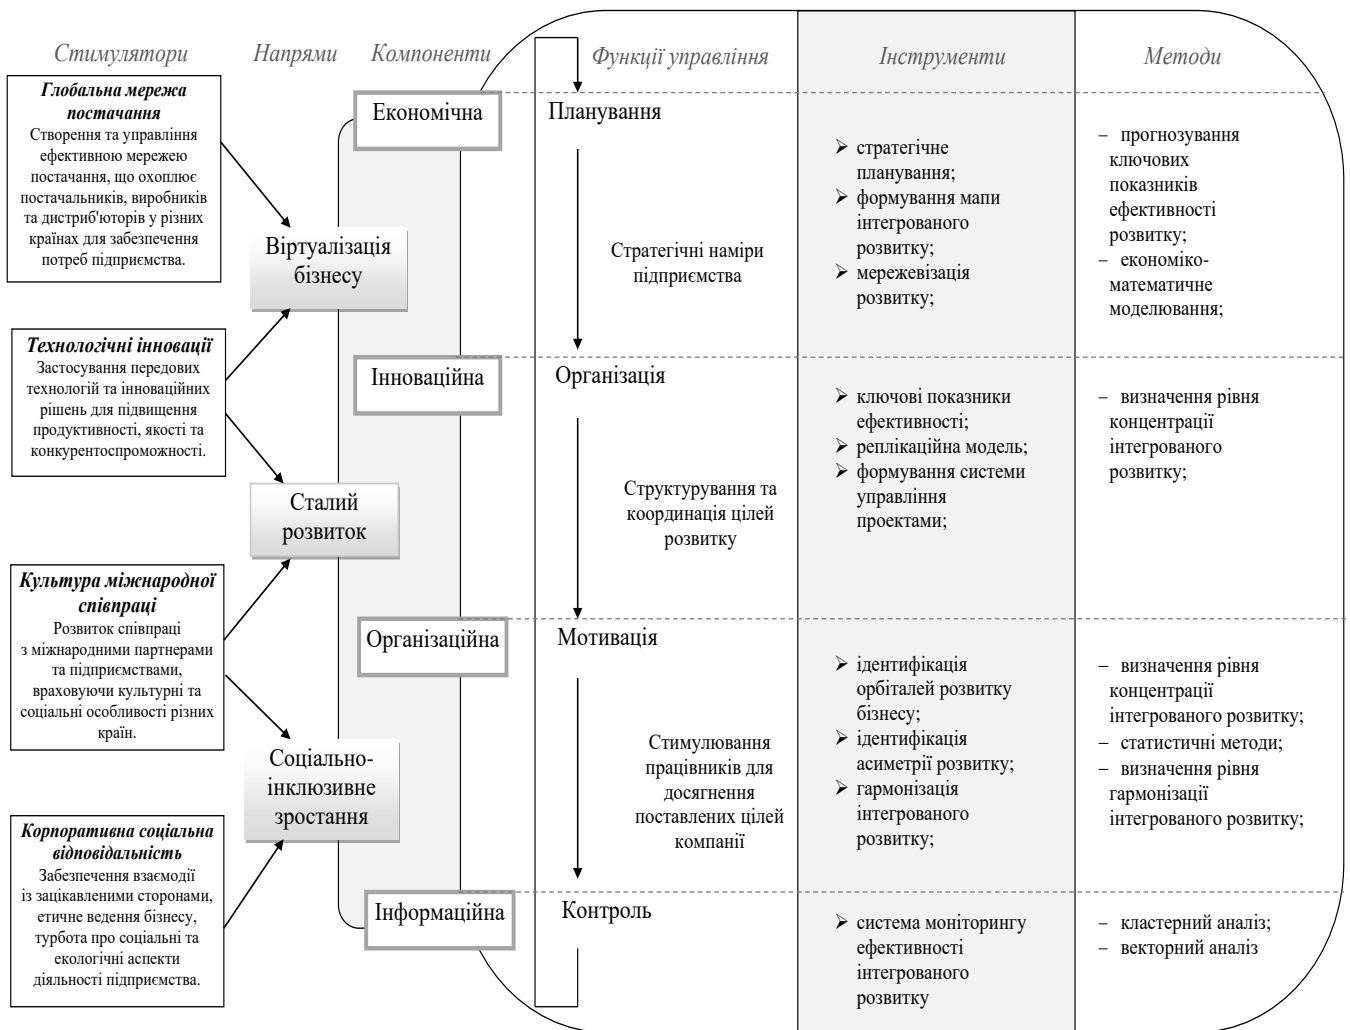 Стимулятори
Напрями
Компоненти
Функції управління
Інструменти
Методи
Глобальна мережа
постачання
Створення та управління
ефективною мережею
постачання, що охоплює
постачальників, виробників
та дистриб'юторів у різних
країнах для забезпечення
потреб підприємства.
Технологічні інновації
Застосування передових
технологій та інноваційних
рішень для підвищення
продуктивності, якості та
конкурентоспроможності.
Культура міжнародної
співпраці
Розвиток співпраці
з міжнародними партнерами
та підприємствами,
враховуючи культурні та
соціальні особливості різних
країн.
Корпоративна соціальна
відповідальність
Забезпечення взаємодії
із зацікавленими сторонами,
етичне ведення бізнесу,
турбота про соціальні та
екологічні аспекти
діяльності підприємства.
Віртуалізація
бізнесу
Сталий
розвиток
Соціально-
інклюзивне
зростання
Економічна
Інноваційна
Організаційна
Інформаційна
Планування
Стратегічні наміри
підприємства
Організація
Структурування та
координація цілей
розвитку
Мотивація
Стимулювання
працівників для
досягнення
поставлених цілей
компанії
Контроль
➢ стратегічне
планування;
➢ формування мапи
інтегрованого
розвитку;
➢ мережевізація
розвитку;
➢ ключові показники
ефективності;
➢ реплікаційна модель;
➢ формування системи
управління
проектами;
➢ ідентифікація
орбіталей розвитку
бізнесу;
➢ ідентифікація
асиметрії розвитку;
➢ гармонізація
інтегрованого
розвитку;
➢ система моніторингу
ефективності
інтегрованого
розвитку
– прогнозування
ключових
показників
ефективності
розвитку;
– економіко-
математичне
моделювання;
– визначення рівня
концентрації
інтегрованого
розвитку;
– визначення рівня
концентрації
інтегрованого розвитку;
– статистичні методи;
– визначення рівня
гармонізації
інтегрованого розвитку;
– кластерний аналіз;
– векторний аналіз